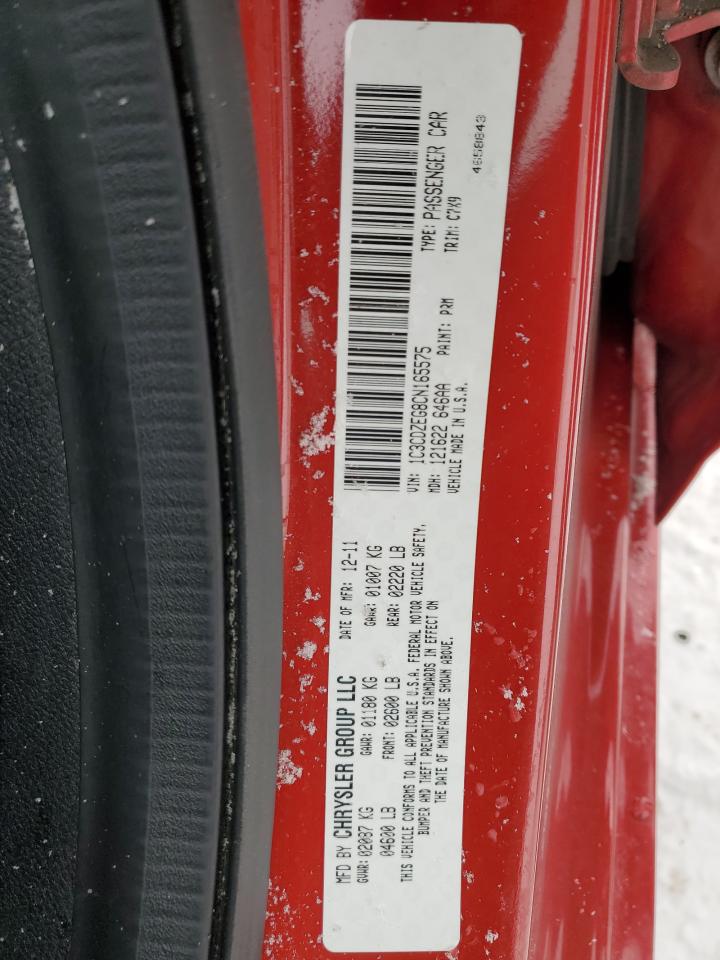 MFD BY CHRYSLER GROUP LLC DATE OF MFR: 12-11
GVWR: 02087 KG GAWR: 01180 KG GAWR: 01007 KG
04600 LB FRONT: 02600 LB REAR: 02220 LB
THIS VEHICLE CONFORMS TO ALL APPLICABLE U.S.A. FEDERAL MOTOR VEHICLE SAFETY,
BUMPER AND THEFT PREVENTION STANDARDS IN EFFECT ON
THE DATE OF MANUFACTURE SHOWN ABOVE.
VIN: 1C3CDZEG8CN165575 TYPE: PASSENGER CAR
MDH: 121622 646AA PAINT: PRM TRIM: C7X9
VEHICLE MADE IN U.S.A.
4658843